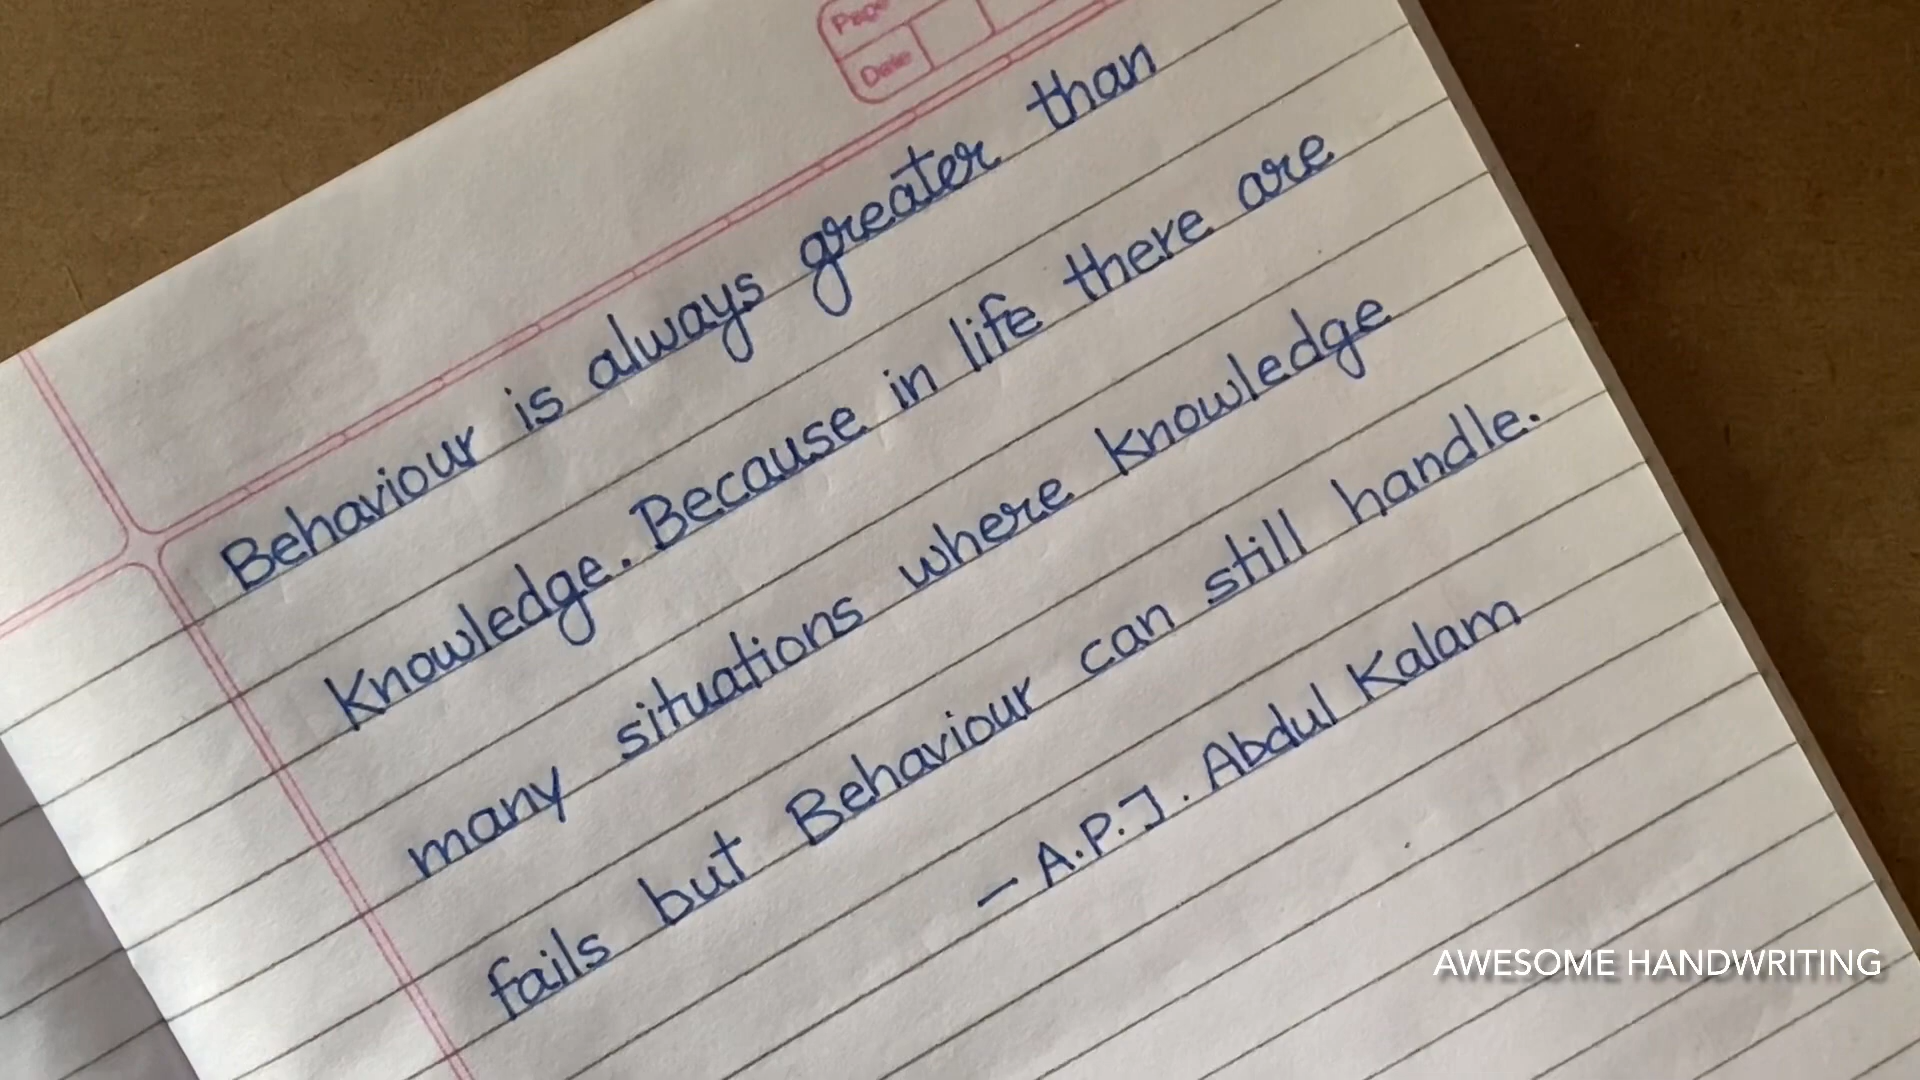 Page
Date
Behaviour is always greater than
Knowledge. Because in life there are
many situations where knowledge
fails but Behaviour can still handle.
— A.P.J. Abdul Kalam
AWESOME HANDWRITING